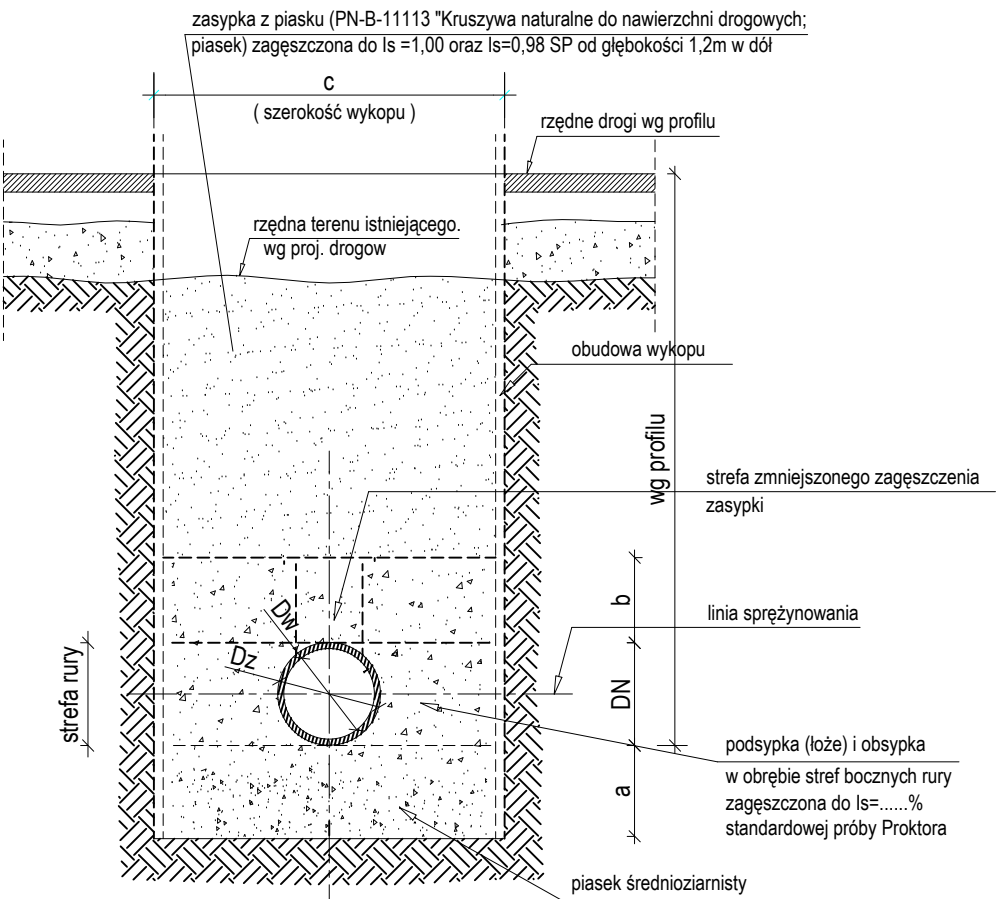 zasypka z piasku (PN-B-11113 "Kruszywa naturalne do nawierzchni drogowych;
piasek) zagęszczona do Is =1,00 oraz Is=0,98 SP od głębokości 1,2m w dół
c
( szerokość wykopu )
rzędne drogi wg profilu
rzędna terenu istniejącego.
wg proj. drogow
obudowa wykopu
wg profilu
strefa zmniejszonego zagęszczenia
zasypki
b
Dw
linia sprężynowania
Dz
strefa rury
DN
podsypka (łoże) i obsypka
w obrębie stref bocznych rury
zagęszczona do Is=......%
standardowej próby Proktora
a
piasek średnioziarnisty